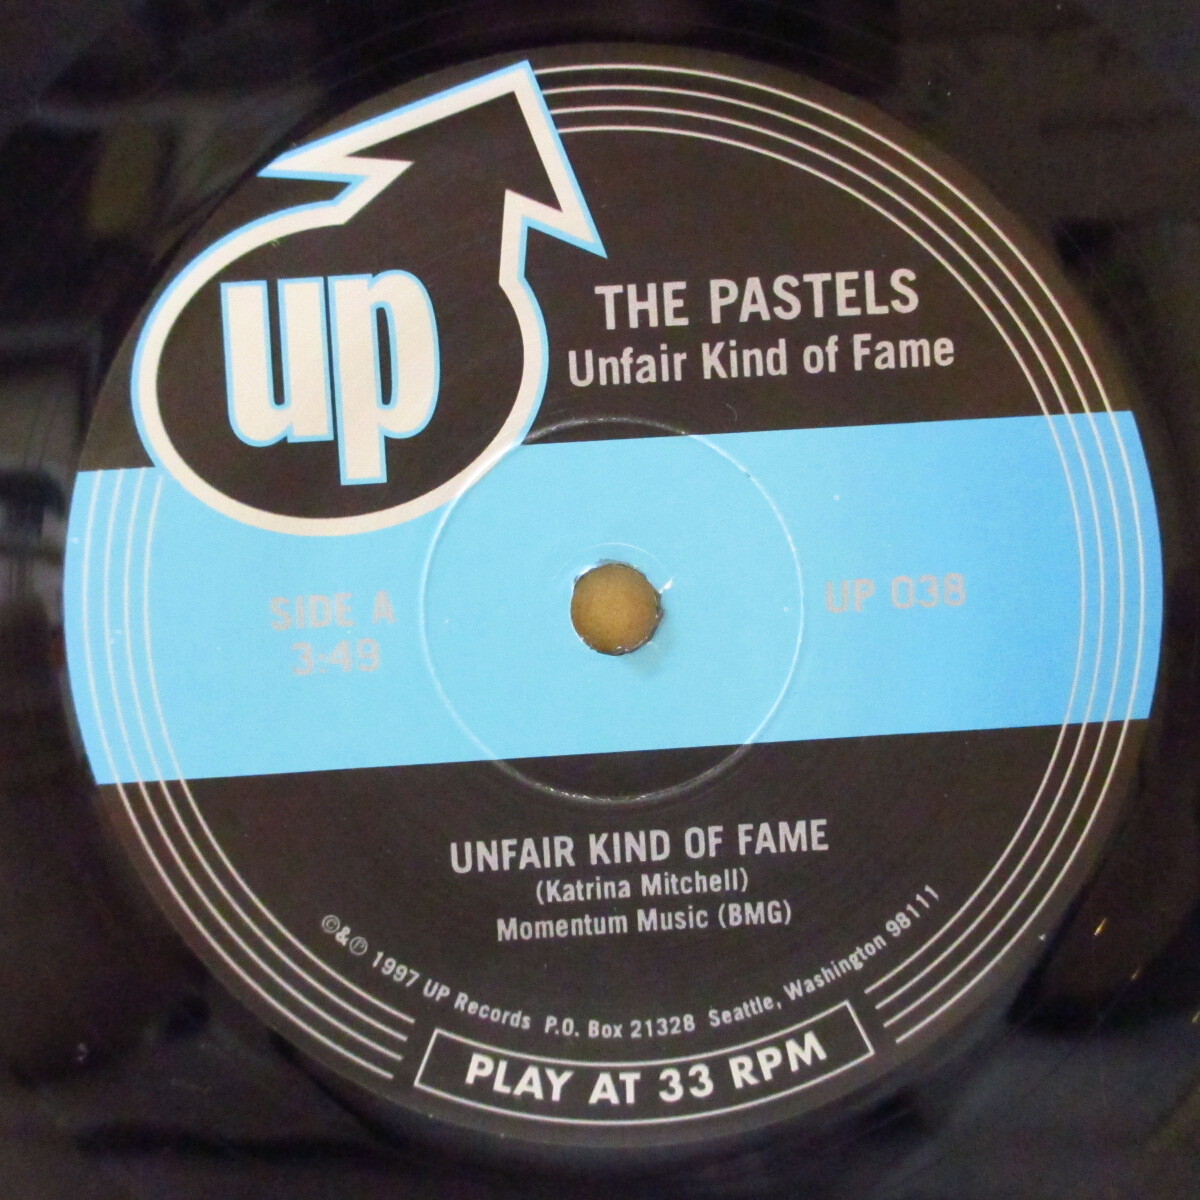 up
THE PASTELS
Unfair Kind of Fame
SIDE A
3:49
UP 038
UNFAIR KIND OF FAME
(Katrina Mitchell)
Momentum Music (BMG)
©&℗ 1997 UP Records P.O. Box 21328 Seattle, Washington 98111
PLAY AT 33 RPM